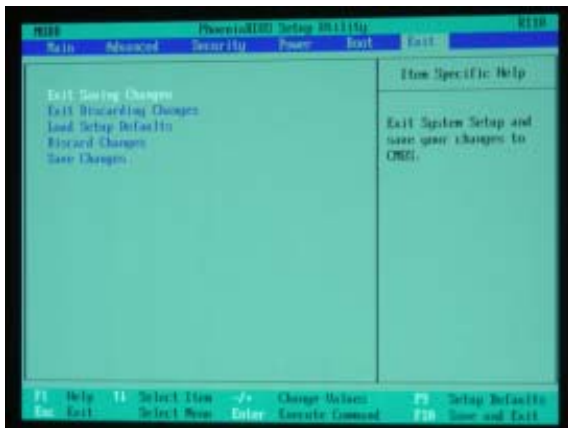 PhoenixBIOS Setup Utility
Main Advanced Security Power Boot Exit
Item Specific Help
Exit Saving Changes
Exit Discarding Changes
Load Setup Defaults
Discard Changes
Save Changes
Exit System Setup and
save your changes to
CMOS.
F1 Help ↑↓ Select Item -/+ Change Values F9 Setup Defaults
Esc Exit Select Menu Enter Execute Command F10 Save and Exit